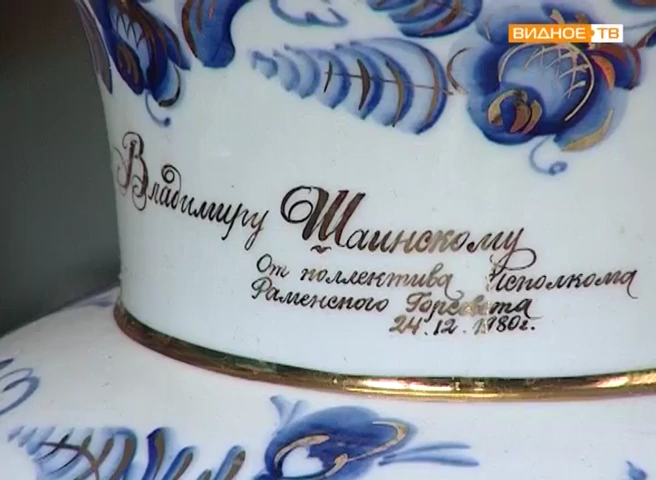 ВИДНОЕ ТВ
Владимиру Шаинскому
От коллектива Исполкома
Раменского Горсовета
24.12.1980г.